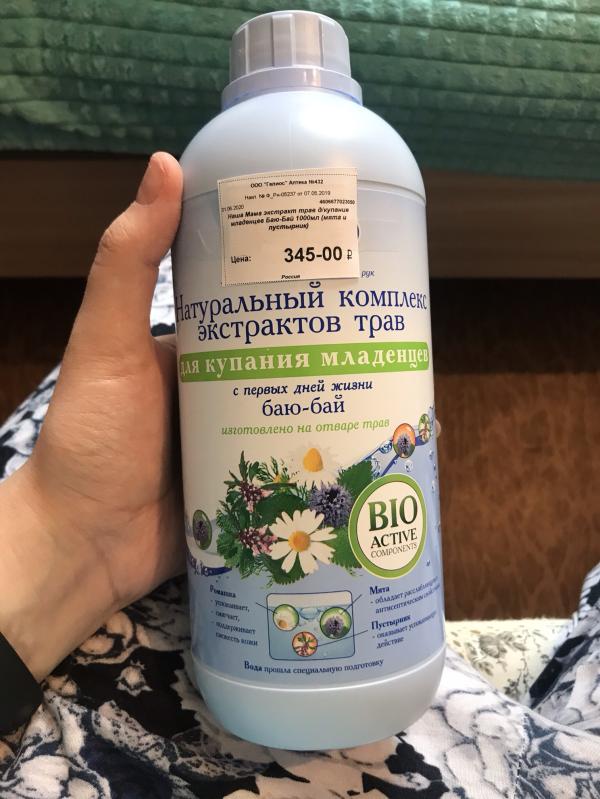 ООО "Гелиос" Аптека №432
Накл. № Ф_Рн-05237 от 07.05.2019
01.06.2020 4606677023050
Наша Мама экстракт трав д/купания
младенцев Баю-Бай 1000мл (мята и
пустырник)
Цена: 345-00 ₽
Россия
рук
Натуральный комплекс
экстрактов трав
для купания младенцев
с первых дней жизни
баю-бай
изготовлено на отваре трав
BIO
ACTIVE
COMPONENTS
Ромашка
- успокаивает,
- смягчает,
- поддерживает
свежесть кожи
Мята
- обладает
антисептическим
Пустырник
- оказывает
действие
Вода прошла специальную подготовку